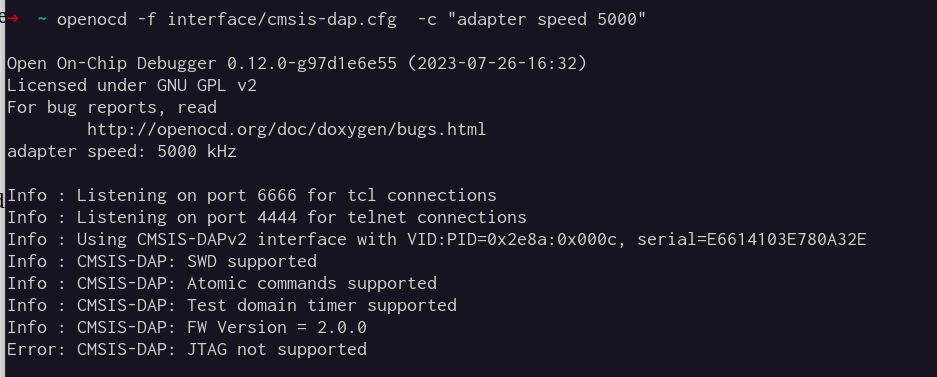 → ~ openocd -f interface/cmsis-dap.cfg  -c "adapter speed 5000"
Open On-Chip Debugger 0.12.0-g97d1e6e55 (2023-07-26-16:32)
Licensed under GNU GPL v2
For bug reports, read
        http://openocd.org/doc/doxygen/bugs.html
adapter speed: 5000 kHz
Info : Listening on port 6666 for tcl connections
Info : Listening on port 4444 for telnet connections
Info : Using CMSIS-DAPv2 interface with VID:PID=0x2e8a:0x000c, serial=E6614103E780A32E
Info : CMSIS-DAP: SWD supported
Info : CMSIS-DAP: Atomic commands supported
Info : CMSIS-DAP: Test domain timer supported
Info : CMSIS-DAP: FW Version = 2.0.0
Error: CMSIS-DAP: JTAG not supported